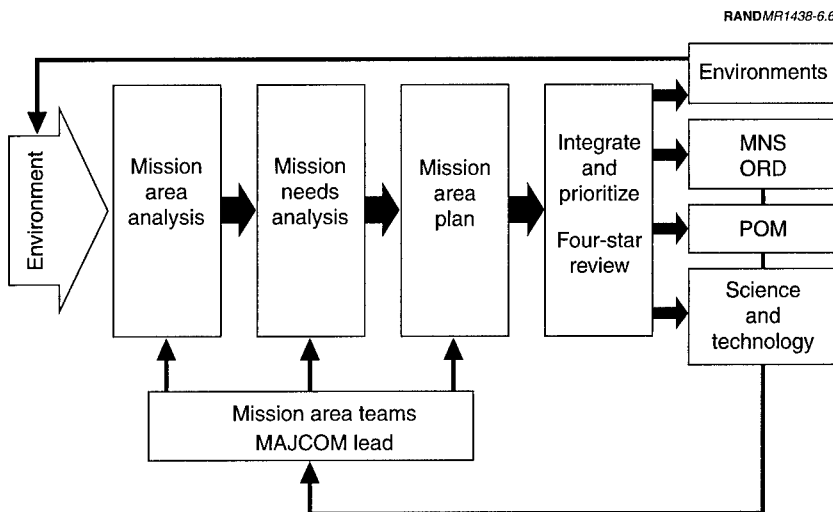 RANDMR1438-6.6
Environments
Environment
Mission
area
analysis
Mission
needs
analysis
Mission
area
plan
Integrate
and
prioritize
Four-star
review
MNS
ORD
POM
Science
and
technology
Mission area teams
MAJCOM lead